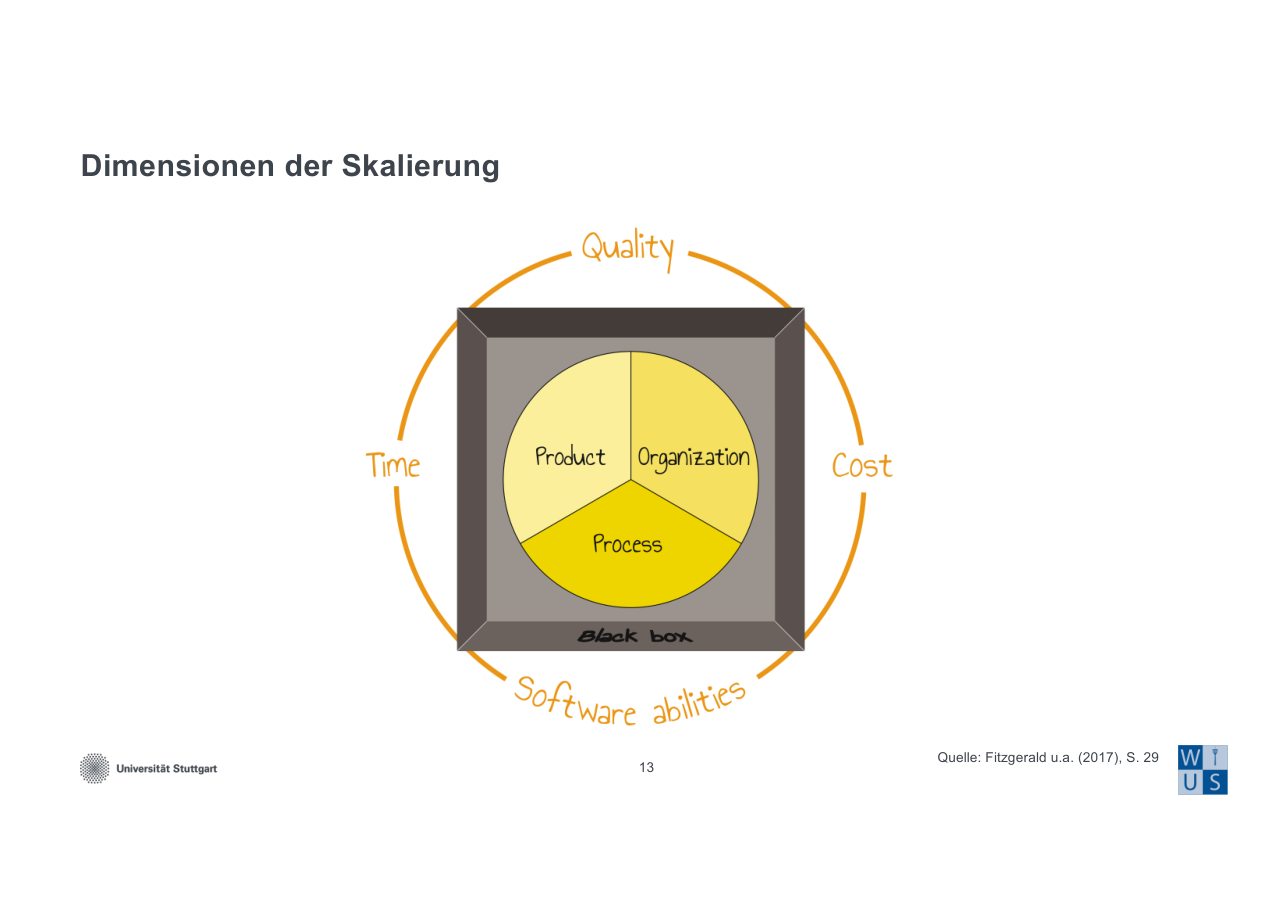 Dimensionen der Skalierung
Quality
Time
Product
Organization
Cost
Process
Black box
Software abilities
Universität Stuttgart
13
Quelle: Fitzgerald u.a. (2017), S. 29
W
U S